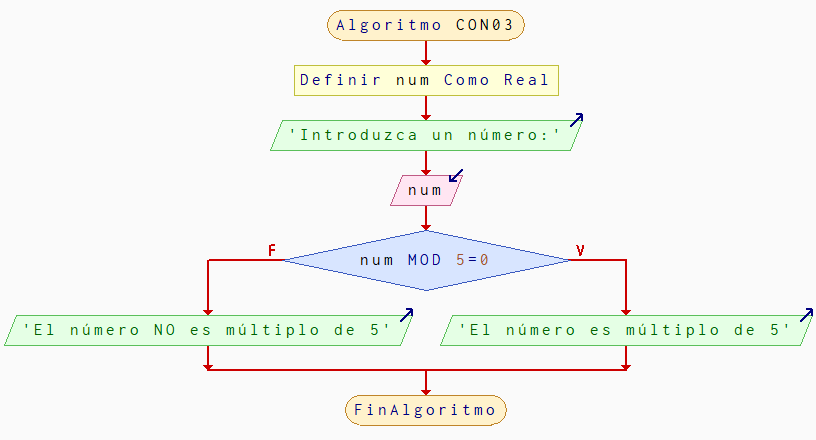 Algoritmo CON03
Definir num Como Real
'Introduzca un número:'
num
F
V
num MOD 5=0
'El número NO es múltiplo de 5'
'El número es múltiplo de 5'
FinAlgoritmo